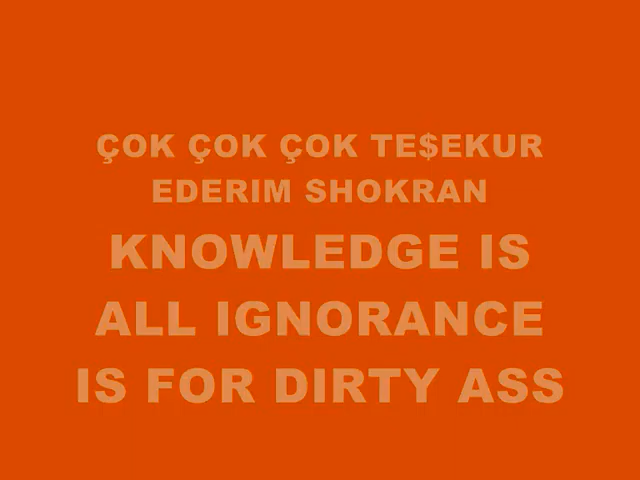 ÇOK ÇOK ÇOK TE$EKUR
EDERIM SHOKRAN
KNOWLEDGE IS
ALL IGNORANCE
IS FOR DIRTY ASS